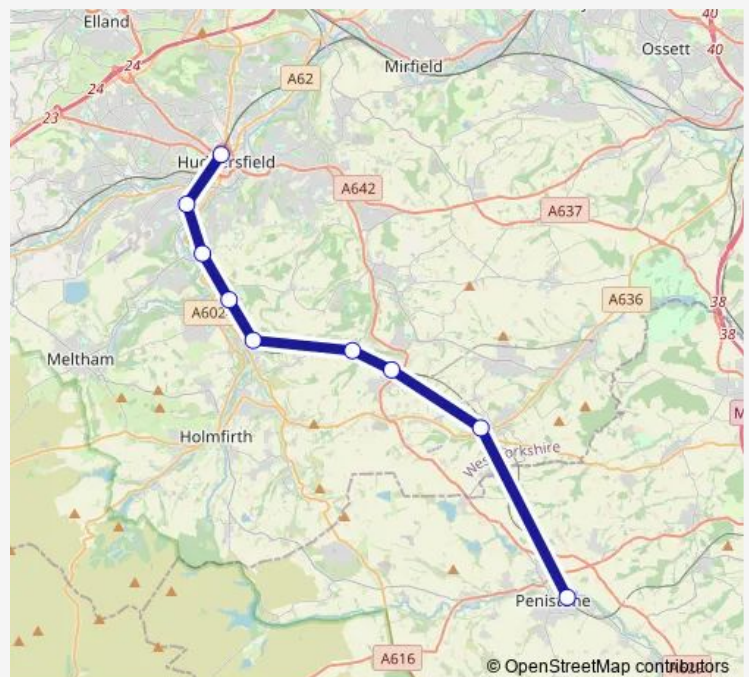 Elland
40
24
A62
Mirfield
Ossett
40
24
23
Huddersfield
A642
A637
A636
38
38
A602
Meltham
M
Holmfirth
West Yorkshire
Penistone
A616
© OpenStreetMap contributors